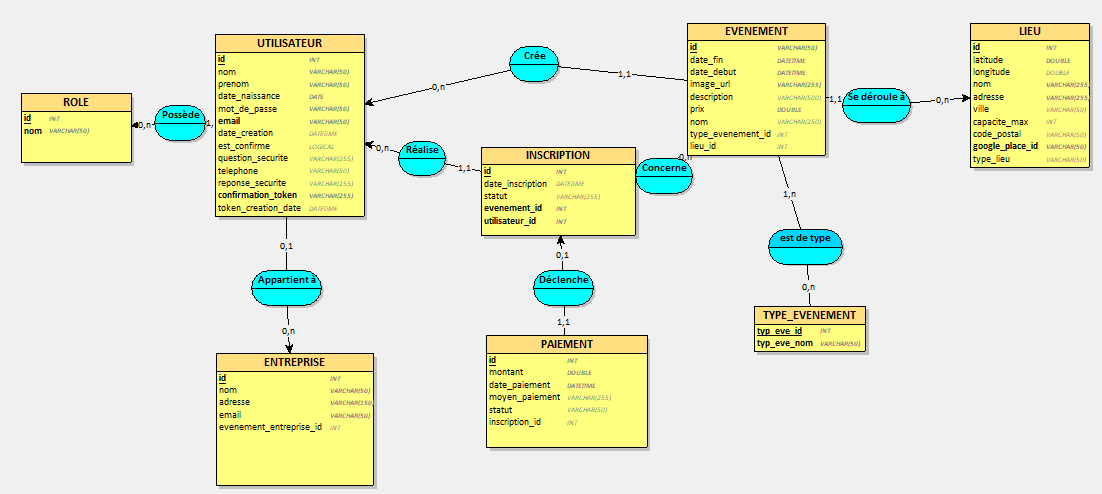 ROLE
id INT
nom VARCHAR(50)
Possède
0,n
1,
UTILISATEUR
id INT
nom VARCHAR(50)
prenom VARCHAR(50)
date_naissance DATE
mot_de_passe VARCHAR(50)
email VARCHAR(50)
date_creation DATETIME
est_confirme LOGICAL
question_securite VARCHAR(255)
telephone VARCHAR(50)
reponse_securite VARCHAR(255)
confirmation_token VARCHAR(255)
token_creation_date DATETIME
Crée
0,n
1,1
EVENEMENT
id VARCHAR(50)
date_fin DATETIME
date_debut DATETIME
image_url VARCHAR(255)
description VARCHAR(500)
prix DOUBLE
nom VARCHAR(250)
type_evenement_id INT
lieu_id INT
1,1
Se déroule à
0,n
LIEU
id INT
latitude DOUBLE
longitude DOUBLE
nom VARCHAR(255)
adresse VARCHAR(255)
ville VARCHAR(50)
capacite_max INT
code_postal VARCHAR(50)
google_place_id VARCHAR(50)
type_lieu VARCHAR(50)
0,n
Réalise
1,1
INSCRIPTION
id INT
date_inscription DATETIME
statut VARCHAR(255)
evenement_id INT
utilisateur_id INT
Concerne
0,n
1,n
est de type
0,n
TYPE_EVENEMENT
typ_eve_id INT
typ_eve_nom VARCHAR(50)
0,1
Appartient à
0,n
ENTREPRISE
id INT
nom VARCHAR(50)
adresse VARCHAR(150)
email VARCHAR(50)
evenement_entreprise_id INT
0,1
Déclenche
1,1
PAIEMENT
id INT
montant DOUBLE
date_paiement DATETIME
moyen_paiement VARCHAR(255)
statut VARCHAR(50)
inscription_id INT